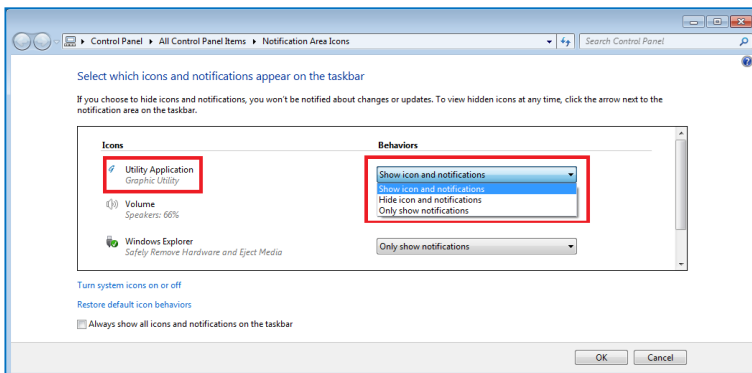 Control Panel ▸ All Control Panel Items ▸ Notification Area Icons
Search Control Panel
Select which icons and notifications appear on the taskbar
If you choose to hide icons and notifications, you won't be notified about changes or updates. To view hidden icons at any time, click the arrow next to the
notification area on the taskbar.
Icons Behaviors
Utility Application
Graphic Utility
Show icon and notifications
Show icon and notifications
Hide icon and notifications
Only show notifications
Volume
Speakers: 66%
Windows Explorer
Safely Remove Hardware and Eject Media
Only show notifications
Turn system icons on or off
Restore default icon behaviors
Always show all icons and notifications on the taskbar
OK Cancel